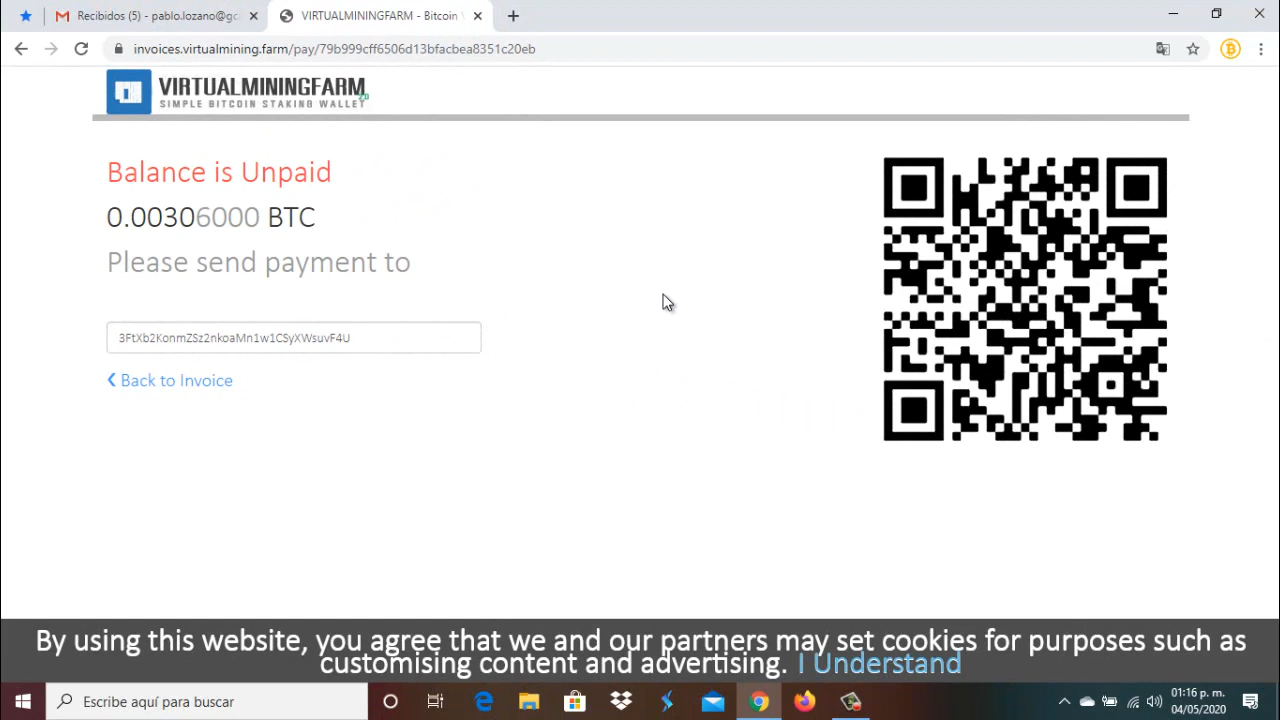 Recibidos (5) - pablo.lozano@gc
VIRTUALMININGFARM - Bitcoin
invoices.virtualmining.farm/pay/79b999cff6506d13bfacbea8351c20eb
VIRTUALMININGFARM
SIMPLE BITCOIN STAKING WALLET
Balance is Unpaid
0.00306000 BTC
Please send payment to
3FtXb2KonmZSz2nkoaMn1w1CSyXWsuvF4U
Back to Invoice
By using this website, you agree that we and our partners may set cookies for purposes such as
customising content and advertising. I Understand
Escribe aquí para buscar
01:16 p. m.
04/05/2020